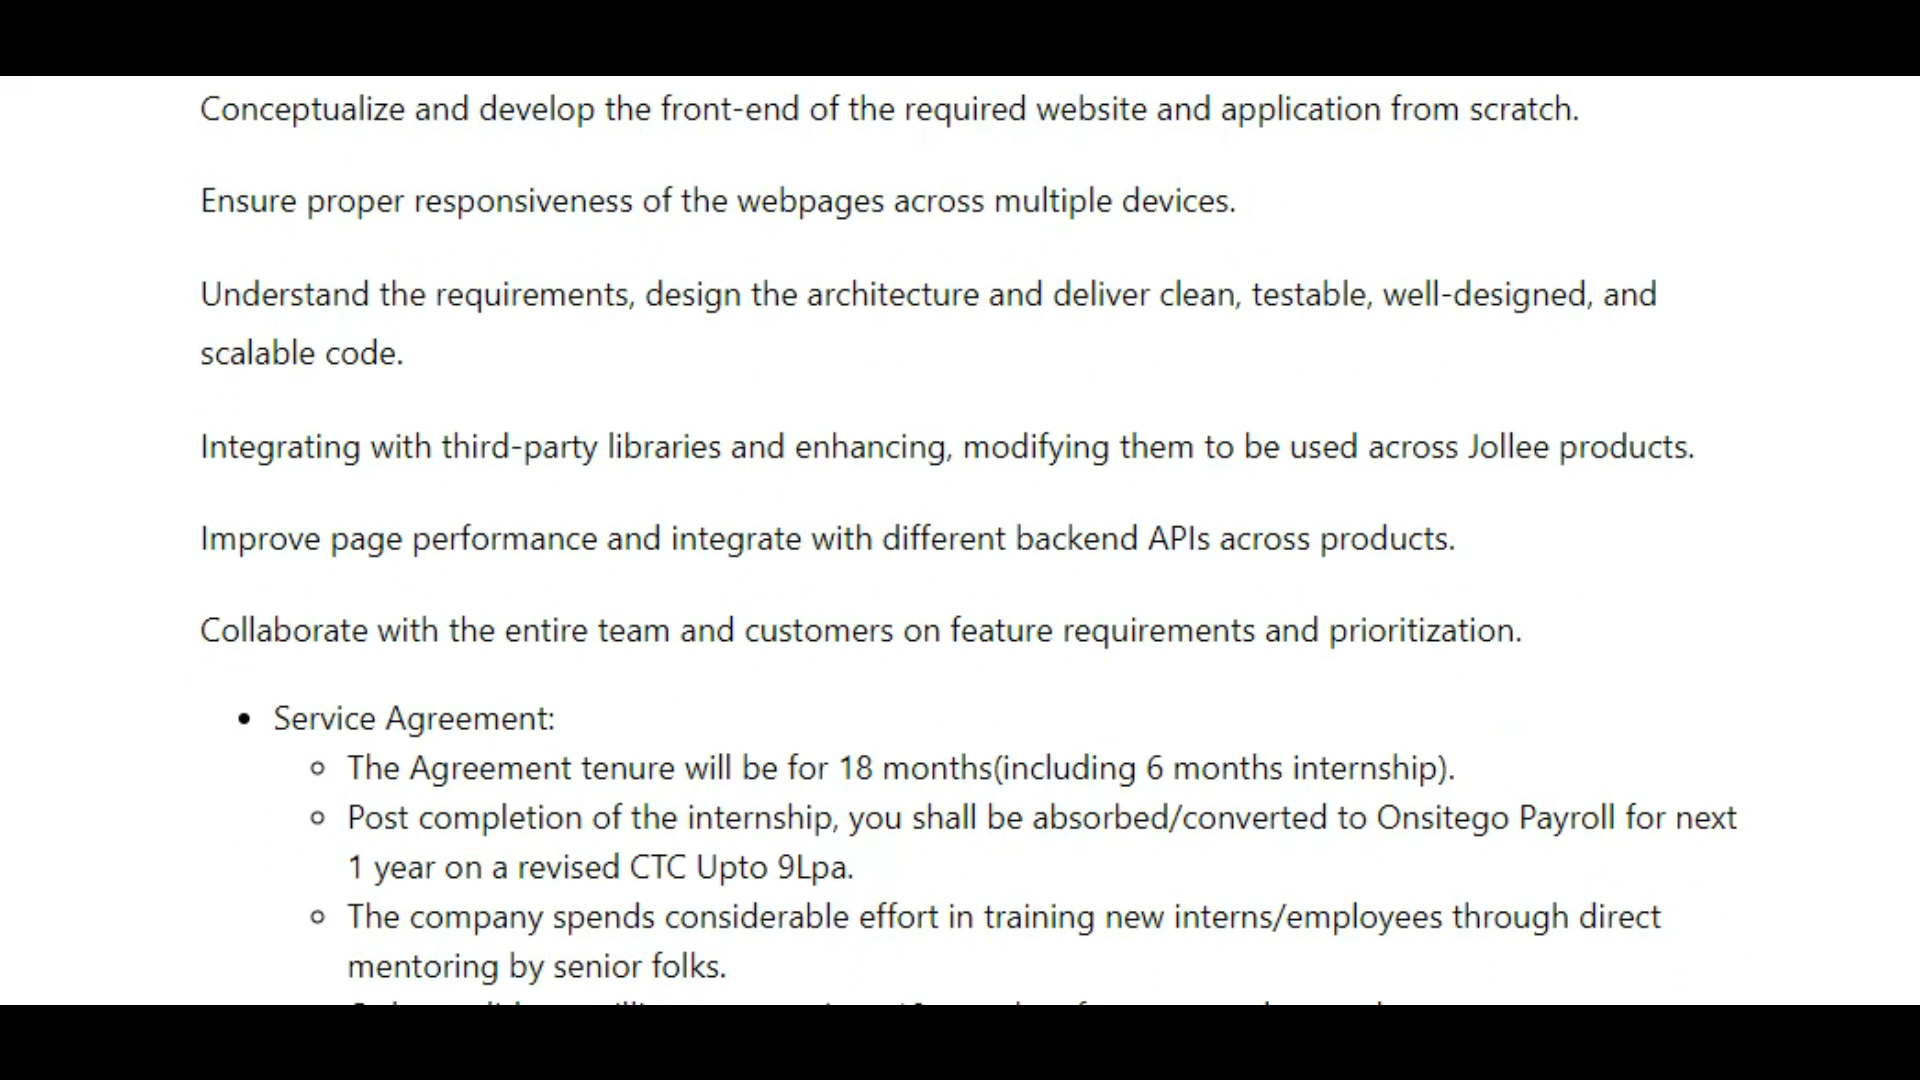 Conceptualize and develop the front-end of the required website and application from scratch.
Ensure proper responsiveness of the webpages across multiple devices.
Understand the requirements, design the architecture and deliver clean, testable, well-designed, and
scalable code.
Integrating with third-party libraries and enhancing, modifying them to be used across Jollee products.
Improve page performance and integrate with different backend APIs across products.
Collaborate with the entire team and customers on feature requirements and prioritization.
• Service Agreement:
○ The Agreement tenure will be for 18 months(including 6 months internship).
○ Post completion of the internship, you shall be absorbed/converted to Onsitego Payroll for next
1 year on a revised CTC Upto 9Lpa.
○ The company spends considerable effort in training new interns/employees through direct
mentoring by senior folks.